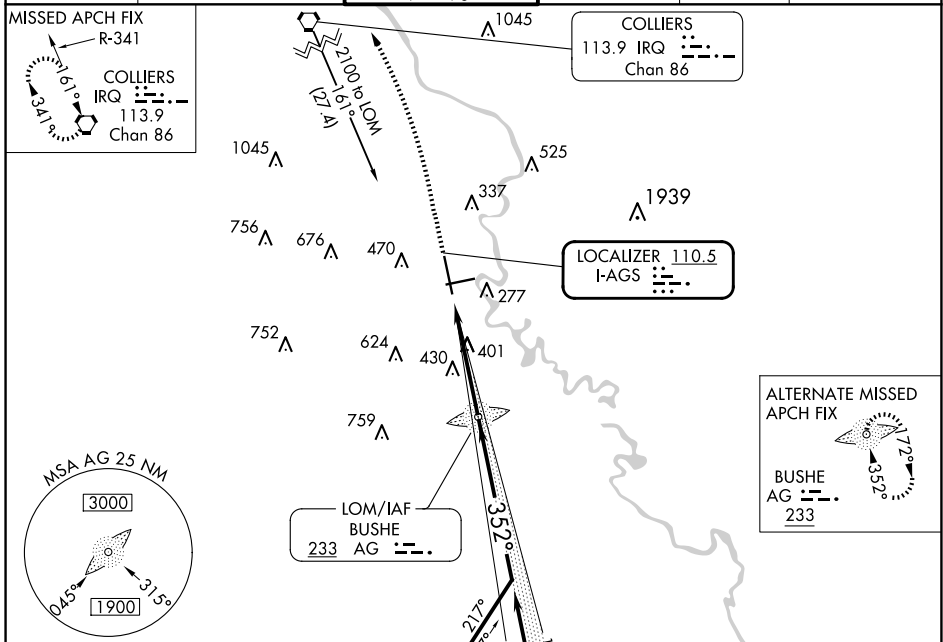 MISSED APCH FIX
R-341
161°
341°
COLLIERS
IRQ
113.9
Chan 86
1045
COLLIERS
113.9 IRQ
Chan 86
2100 to LOM
161°
(27.4)
1045
525
337
1939
756
676
470
LOCALIZER 110.5
I-AGS
277
752
624
430
401
759
ALTERNATE MISSED
APCH FIX
172°
352°
BUSHE
AG
233
MSA AG 25 NM
3000
045°
315°
1900
LOM/IAF
BUSHE
233 AG
352°
217°